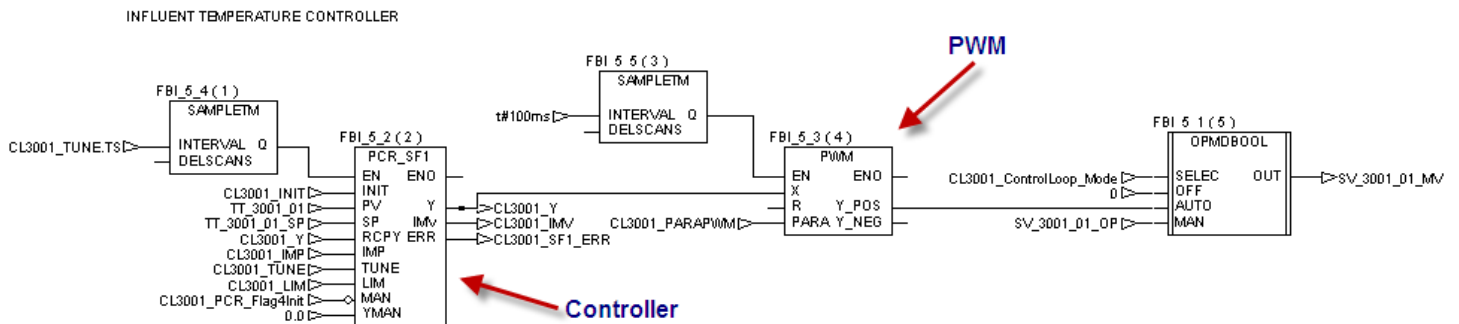 INFLUENT TEMPERATURE CONTROLLER
PWM
FBI_5_4(1)
SAMPLETM
CL3001_TUNE.TS
INTERVAL Q
DELSCANS
FBI_5_2(2)
PCR_SF1
EN ENO
CL3001_INIT INIT
TT_3001_01 PV Y CL3001_Y
TT_3001_01_SP SP IMV CL3001_IMV
CL3001_Y RCPY ERR CL3001_SF1_ERR
CL3001_IMP IMP
CL3001_TUNE TUNE
CL3001_LIM LIM
CL3001_PCR_Flag4Init MAN
0.0 YMAN
Controller
FBI_5_5(3)
SAMPLETM
t#100ms INTERVAL Q
DELSCANS
FBI_5_3(4)
PWM
EN ENO
X
R Y_POS
CL3001_PARAPWM PARA Y_NEG
FBI_5_1(5)
OPMDBOOL
CL3001_ControlLoop_Mode SELEC OUT SV_3001_01_MV
0 OFF
AUTO
SV_3001_01_OP MAN